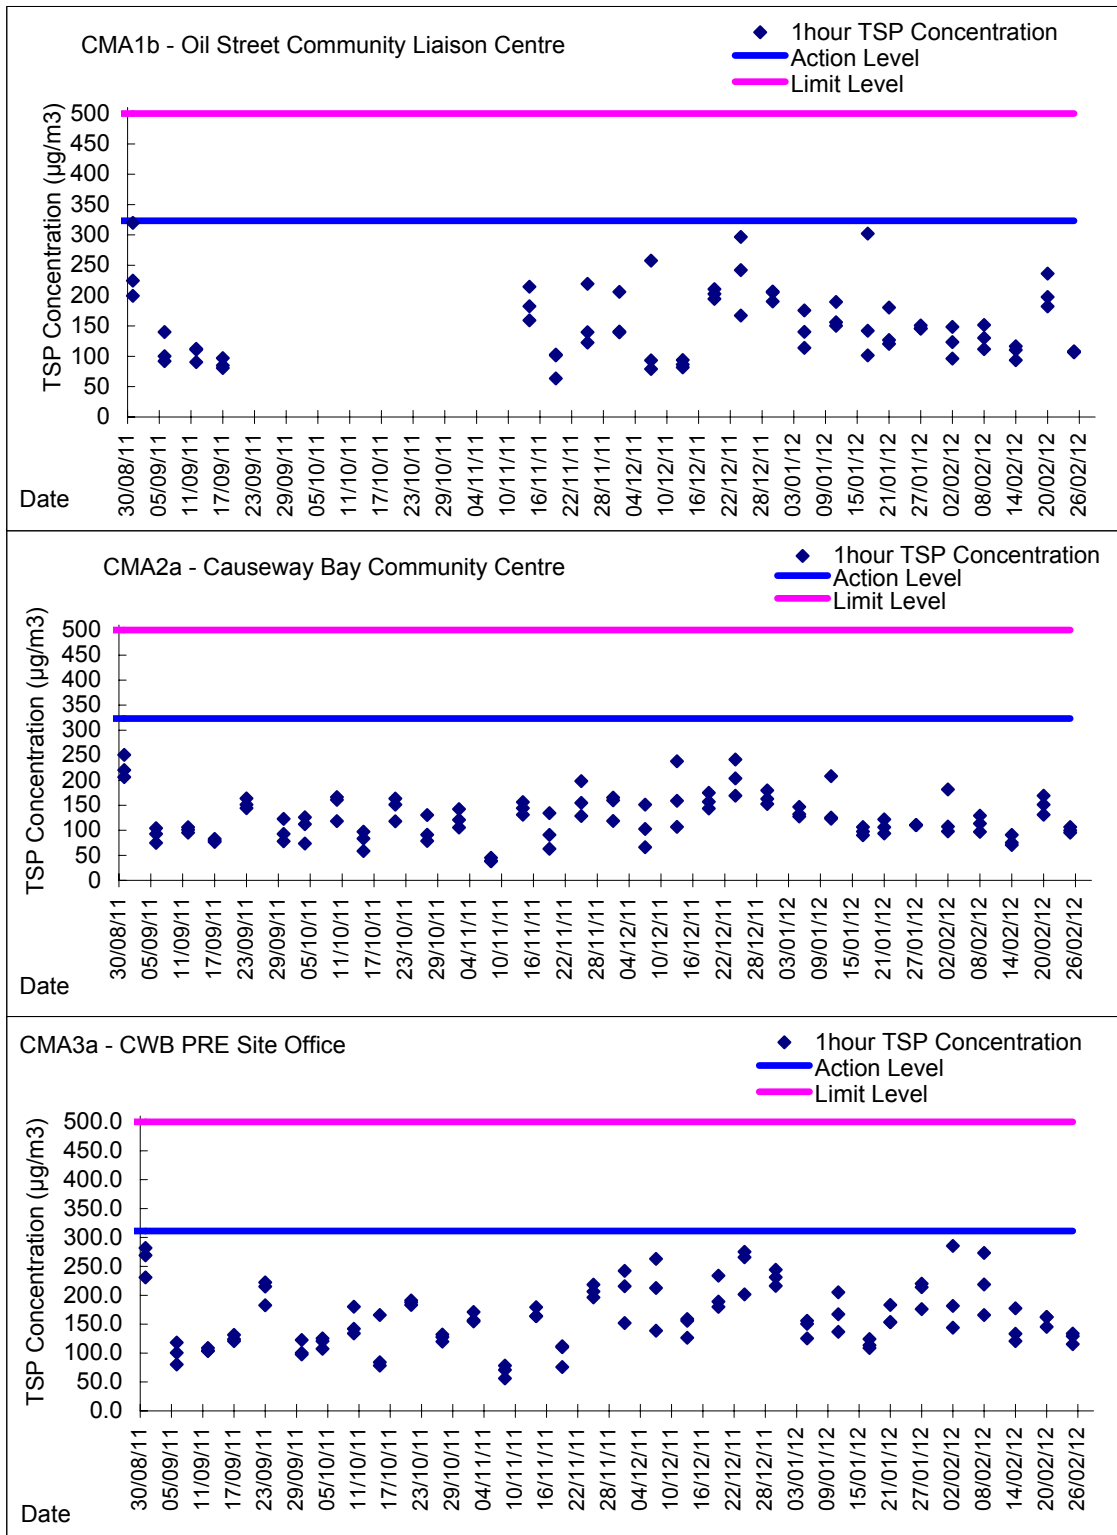 CMA1b - Oil Street Community Liaison Centre
1hour TSP Concentration
Action Level
Limit Level
TSP Concentration (µg/m3)
500
450
400
350
300
250
200
150
100
50
0
30/08/11 05/09/11 11/09/11 17/09/11 23/09/11 29/09/11 05/10/11 11/10/11 17/10/11 23/10/11 29/10/11 04/11/11 10/11/11 16/11/11 22/11/11 28/11/11 04/12/11 10/12/11 16/12/11 22/12/11 28/12/11 03/01/12 09/01/12 15/01/12 21/01/12 27/01/12 02/02/12 08/02/12 14/02/12 20/02/12 26/02/12
Date
CMA2a - Causeway Bay Community Centre
1hour TSP Concentration
Action Level
Limit Level
TSP Concentration (µg/m3)
500
450
400
350
300
250
200
150
100
50
0
30/08/11 05/09/11 11/09/11 17/09/11 23/09/11 29/09/11 05/10/11 11/10/11 17/10/11 23/10/11 29/10/11 04/11/11 10/11/11 16/11/11 22/11/11 28/11/11 04/12/11 10/12/11 16/12/11 22/12/11 28/12/11 03/01/12 09/01/12 15/01/12 21/01/12 27/01/12 02/02/12 08/02/12 14/02/12 20/02/12 26/02/12
Date
CMA3a - CWB PRE Site Office
1hour TSP Concentration
Action Level
Limit Level
TSP Concentration (µg/m3)
500.0
450.0
400.0
350.0
300.0
250.0
200.0
150.0
100.0
50.0
0.0
30/08/11 05/09/11 11/09/11 17/09/11 23/09/11 29/09/11 05/10/11 11/10/11 17/10/11 23/10/11 29/10/11 04/11/11 10/11/11 16/11/11 22/11/11 28/11/11 04/12/11 10/12/11 16/12/11 22/12/11 28/12/11 03/01/12 09/01/12 15/01/12 21/01/12 27/01/12 02/02/12 08/02/12 14/02/12 20/02/12 26/02/12
Date